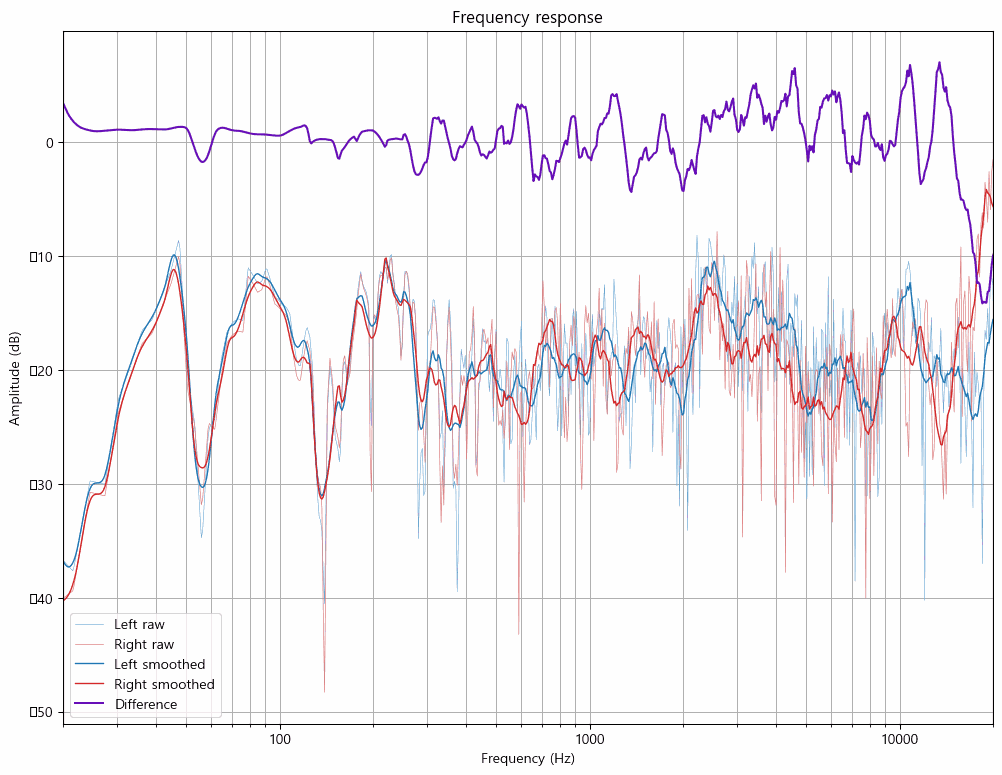 Frequency response
Amplitude (dB)
0
▯10
▯20
▯30
▯40
▯50
Left raw
Right raw
Left smoothed
Right smoothed
Difference
100
1000
10000
Frequency (Hz)